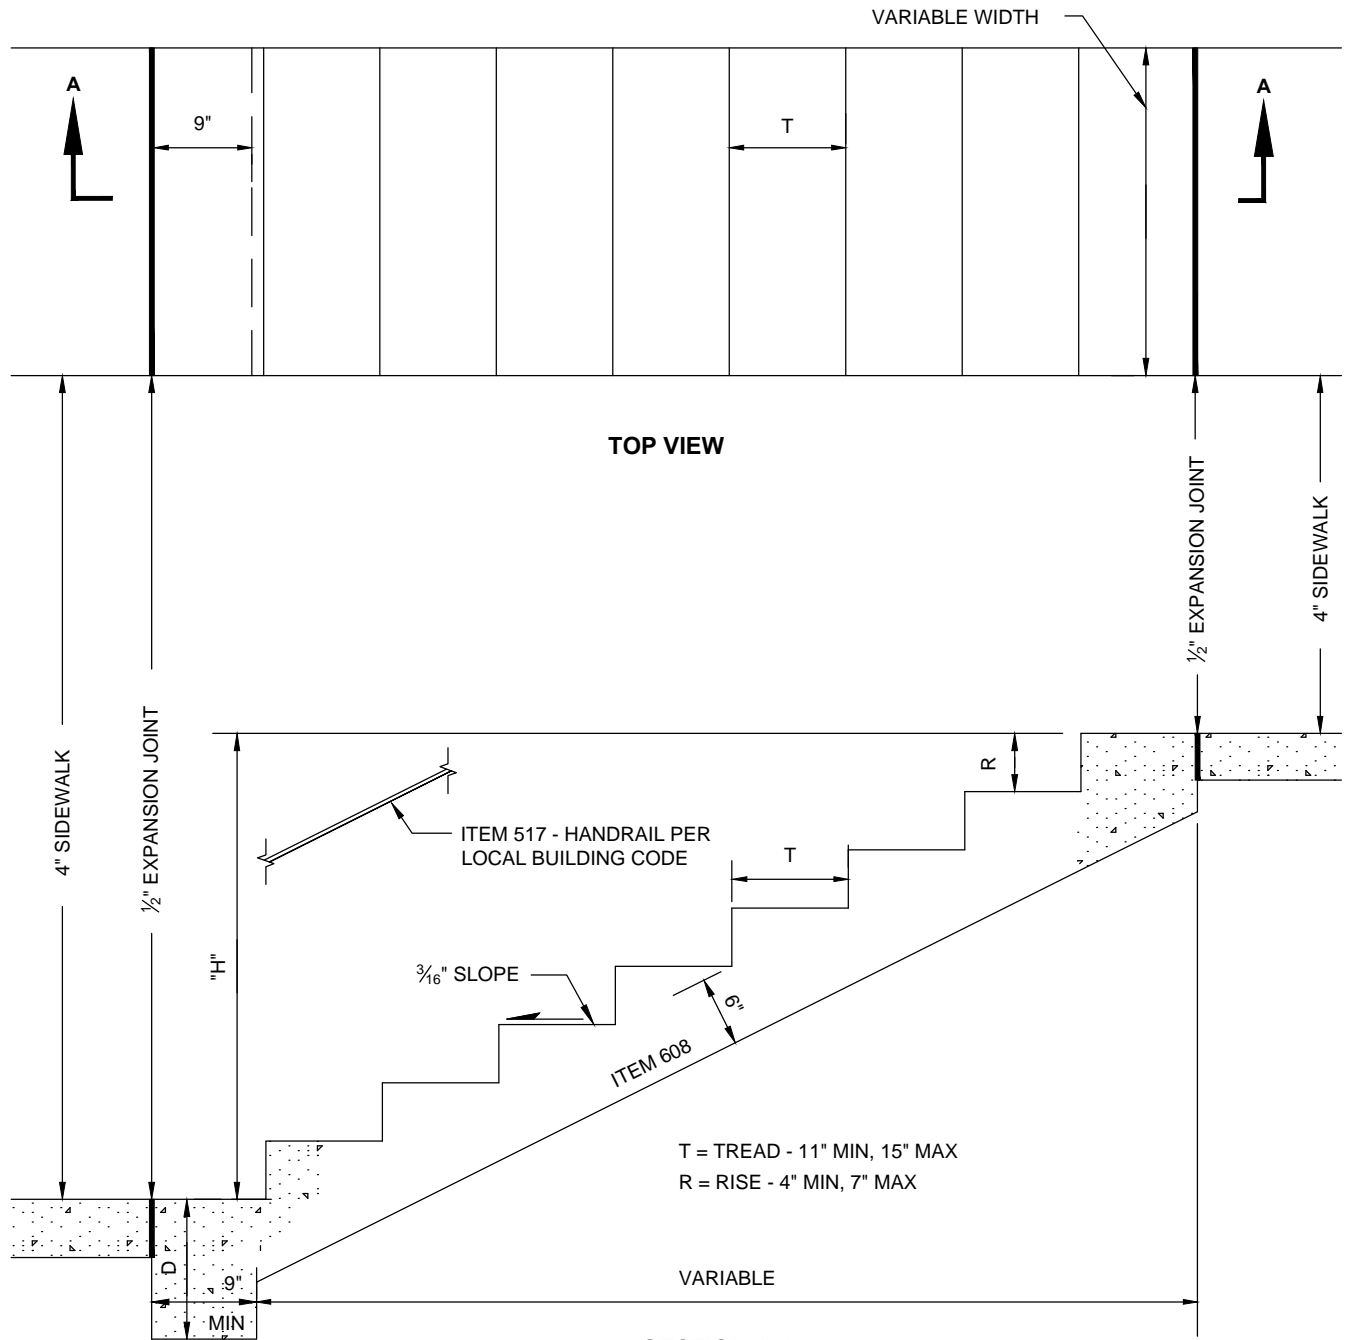 VARIABLE WIDTH
A
A
9"
T
TOP VIEW
½" EXPANSION JOINT
4" SIDEWALK
4" SIDEWALK
½" EXPANSION JOINT
R
ITEM 517 - HANDRAIL PER
LOCAL BUILDING CODE
T
"H"
3⁄16" SLOPE
6"
ITEM 608
T = TREAD - 11" MIN, 15" MAX
R = RISE - 4" MIN, 7" MAX
D
9"
MIN
VARIABLE